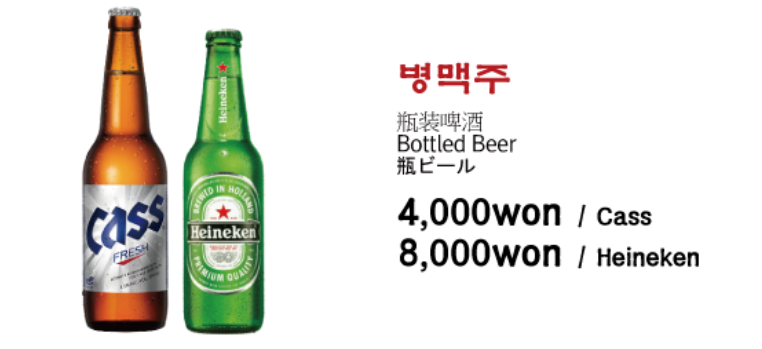 병맥주
瓶装啤酒
Bottled Beer
瓶ビール
4,000won / Cass
8,000won / Heineken
Cass
FRESH
Heineken
BREWED IN HOLLAND
Heineken
PREMIUM QUALITY